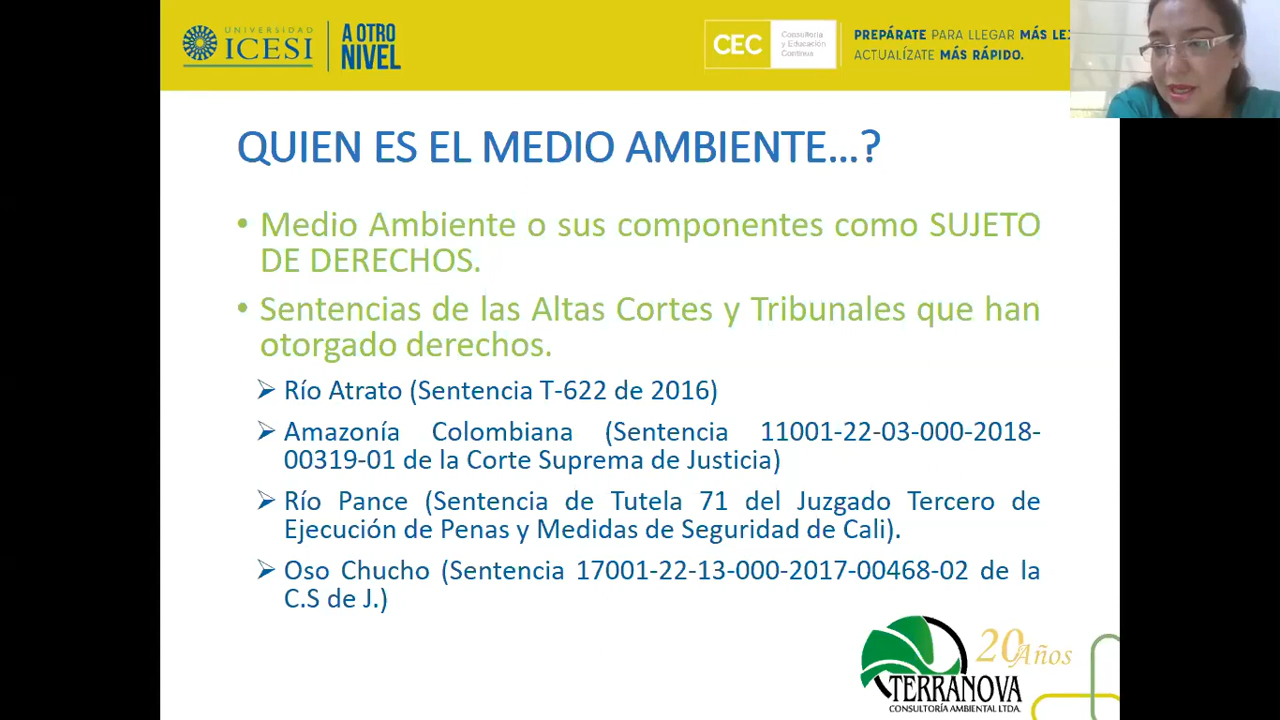 UNIVERSIDAD
ICESI
A OTRO
NIVEL
CEC
Consultoría
y Educación
Continua
PREPÁRATE PARA LLEGAR MÁS
ACTUALÍZATE MÁS RÁPIDO.
QUIEN ES EL MEDIO AMBIENTE...?
• Medio Ambiente o sus componentes como SUJETO
DE DERECHOS.
• Sentencias de las Altas Cortes y Tribunales que han
otorgado derechos.
➢ Río Atrato (Sentencia T-622 de 2016)
➢ Amazonía Colombiana (Sentencia 11001-22-03-000-2018-
00319-01 de la Corte Suprema de Justicia)
➢ Río Pance (Sentencia de Tutela 71 del Juzgado Tercero de
Ejecución de Penas y Medidas de Seguridad de Cali).
➢ Oso Chucho (Sentencia 17001-22-13-000-2017-00468-02 de la
C.S de J.)
20 Años
TERRANOVA
CONSULTORÍA AMBIENTAL LTDA.